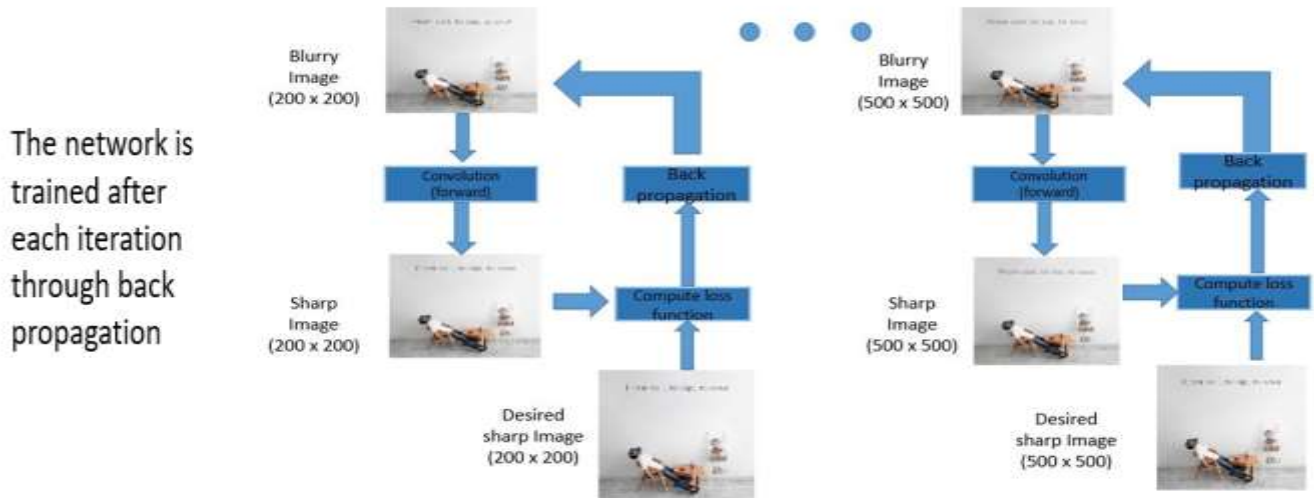 The network is
trained after
each iteration
through back
propagation
Blurry
Image
(200 x 200)
Convolution
(forward)
Sharp
Image
(200 x 200)
Desired
sharp Image
(200 x 200)
Back
propagation
Compute loss
function
Blurry
Image
(500 x 500)
Convolution
(forward)
Sharp
Image
(500 x 500)
Desired
sharp Image
(500 x 500)
Back
propagation
Compute loss
function